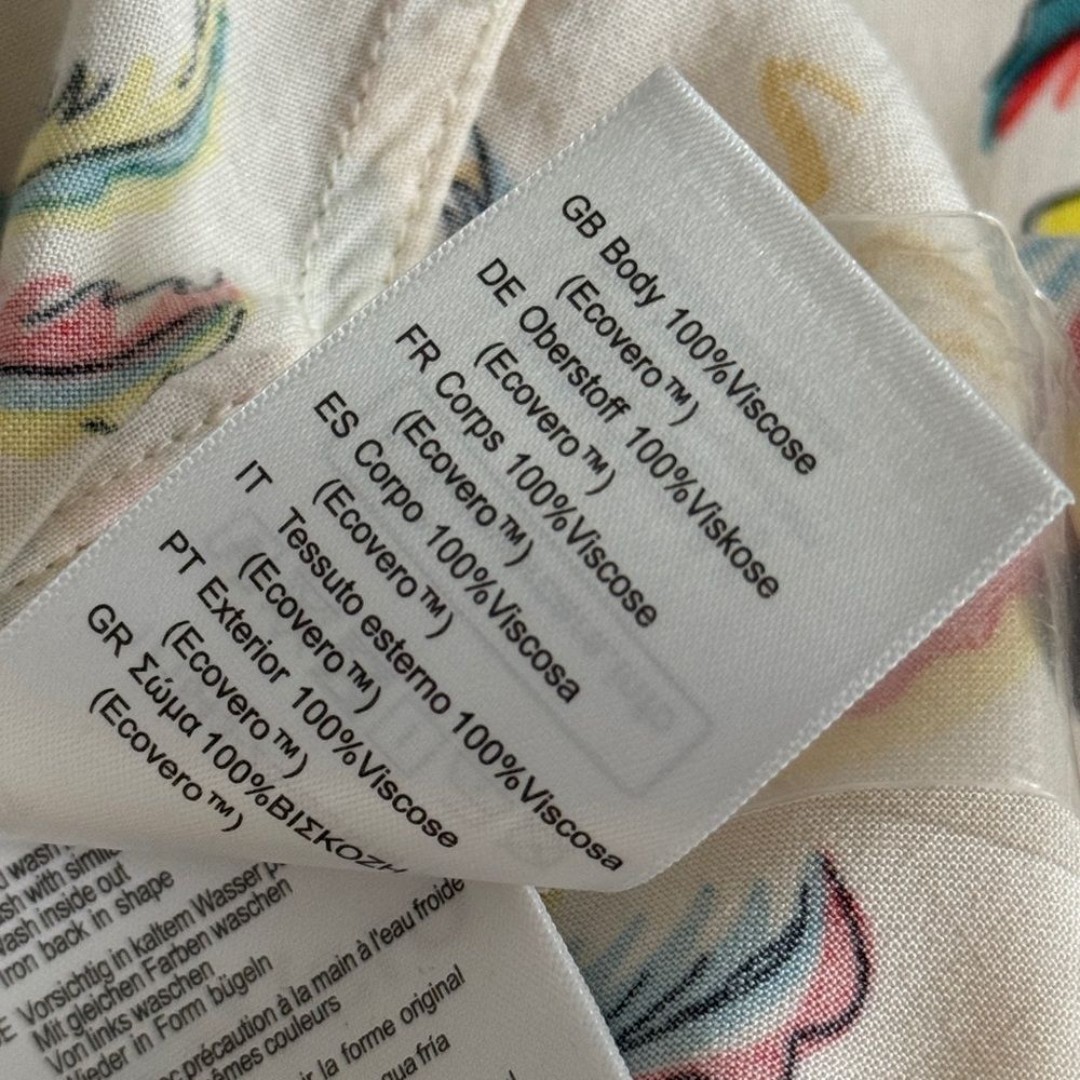 GB Body 100%Viscose
(Ecovero™)
DE Oberstoff 100%Viskose
(Ecovero™)
FR Corps 100%Viscose
(Ecovero™)
ES Corpo 100%Viscosa
(Ecovero™)
IT Tessuto esterno 100%Viscosa
(Ecovero™)
PT Exterior 100%Viscose
(Ecovero™)
GR Σώμα 100%ΒΙΣΚΟΖΗ
(Ecovero™)
wash
with
inside out
iron back in shape
Vorsichtig in kaltem Wasser
Mit gleichen Farben waschen
Von links waschen
in Form bügeln
précaution à la main à l'eau froide
couleurs
la forme original
fría